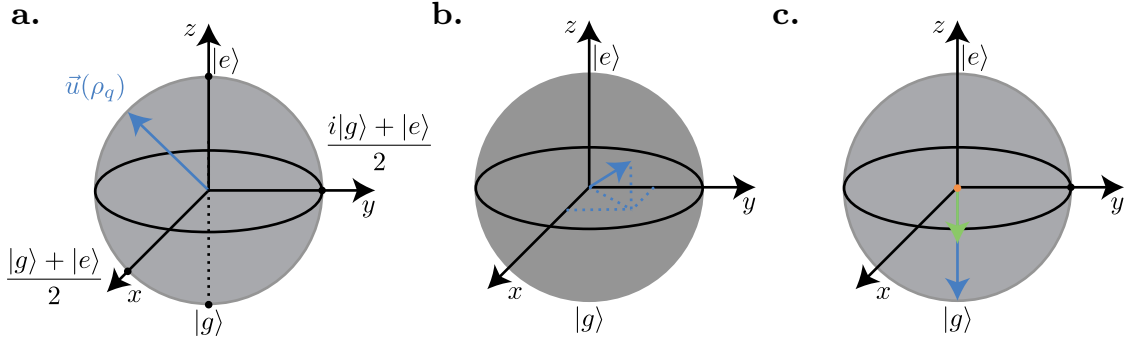 a.
z
|e⟩
u⃗(ρ_q)
i|g⟩ + |e⟩
2
y
|g⟩ + |e⟩
2
x
|g⟩
b.
z
|e⟩
y
x
|g⟩
c.
z
|e⟩
y
x
|g⟩